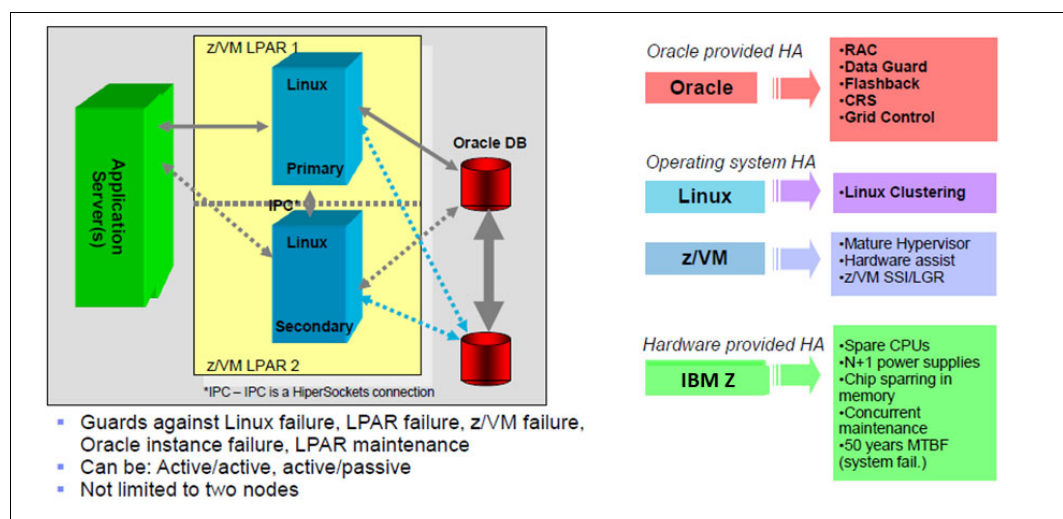 z/VM LPAR 1
Linux
Primary
Application
Server(s)
Oracle DB
IPC*
Linux
Secondary
z/VM LPAR 2
*IPC – IPC is a HiperSockets connection
▪ Guards against Linux failure, LPAR failure, z/VM failure,
Oracle instance failure, LPAR maintenance
▪ Can be: Active/active, active/passive
▪ Not limited to two nodes
Oracle provided HA
Oracle
•RAC
•Data Guard
•Flashback
•CRS
•Grid Control
Operating system HA
Linux
•Linux Clustering
z/VM
•Mature Hypervisor
•Hardware assist
•z/VM SSI/LGR
Hardware provided HA
IBM Z
•Spare CPUs
•N+1 power supplies
•Chip sparring in
memory
•Concurrent
maintenance
•50 years MTBF
(system fail.)